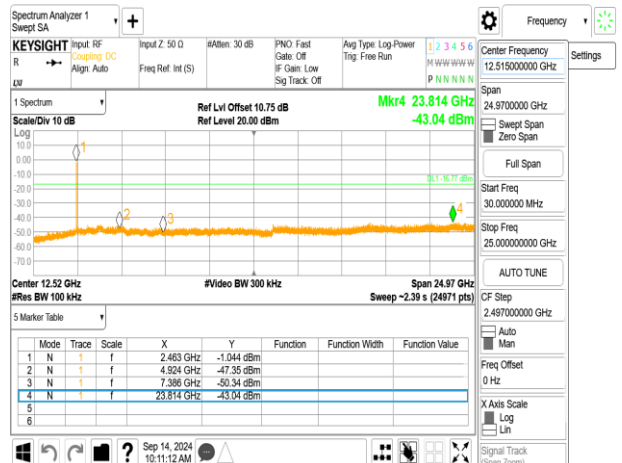 Spectrum Analyzer 1
Swept SA
+
Frequency
KEYSIGHT
R
Input: RF
Coupling: DC
Align: Auto
Input Z: 50 Ω
Freq Ref: Int (S)
#Atten: 30 dB
PNO: Fast
Gate: Off
IF Gain: Low
Sig Track: Off
Avg Type: Log-Power
Trig: Free Run
1 2 3 4 5 6
M W W W W W
P N N N N N
1 Spectrum
Scale/Div 10 dB
Ref Lvl Offset 10.75 dB
Ref Level 20.00 dBm
Mkr4 23.814 GHz
-43.04 dBm
Log
10.0
0.00
-10.0
-20.0
-30.0
-40.0
-50.0
-60.0
-70.0
1
2
3
4
DL1 -16.77 dBm
Center 12.52 GHz
#Res BW 100 kHz
#Video BW 300 kHz
Span 24.97 GHz
Sweep ~2.39 s (24971 pts)
5 Marker Table
Mode Trace Scale X Y Function Function Width Function Value
1 N 1 f 2.463 GHz -1.044 dBm
2 N 1 f 4.924 GHz -47.35 dBm
3 N 1 f 7.386 GHz -50.34 dBm
4 N 1 f 23.814 GHz -43.04 dBm
5
6
?
Sep 14, 2024
10:11:12 AM
Center Frequency
12.515000000 GHz
Span
24.9700000 GHz
Swept Span
Zero Span
Full Span
Start Freq
30.000000 MHz
Stop Freq
25.000000000 GHz
AUTO TUNE
CF Step
2.497000000 GHz
Auto
Man
Freq Offset
0 Hz
X Axis Scale
Log
Lin
Signal Track
(Span Zoom)
Settings